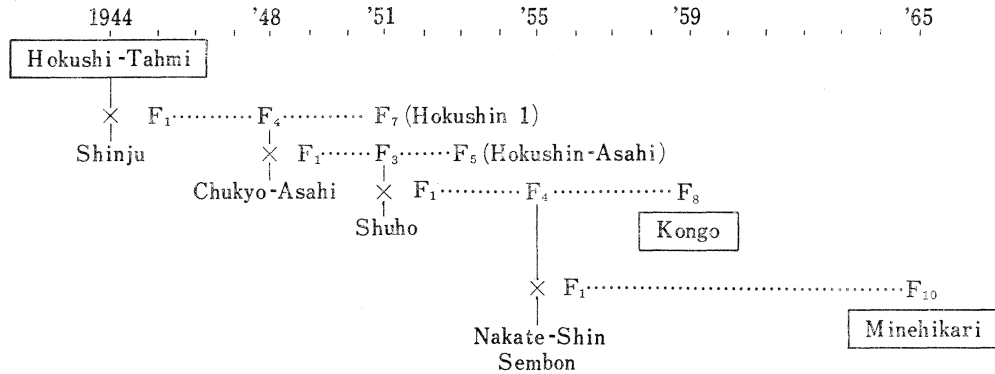 1944 '48 '51 '55 '59 '65
Hokushi-Tahmi
× F₁ F₄ F₇ (Hokushin 1)
Shinju × F₁ F₃ F₅ (Hokushin-Asahi)
Chukyo-Asahi × F₁ F₄ F₈
Shuho Kongo
× F₁ F₁₀
Nakate-Shin Minehikari
Sembon